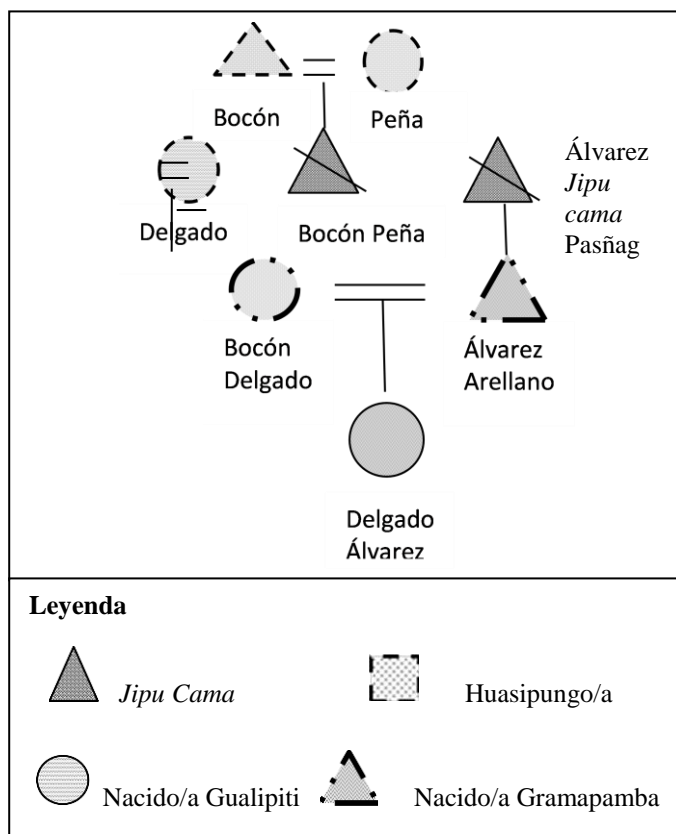 Bocón
Peña
Delgado
Bocón Peña
Álvarez
Jipu
cama
Pasñag
Bocón
Delgado
Álvarez
Arellano
Delgado
Álvarez
Leyenda
Jipu Cama
Huasipungo/a
Nacido/a Gualipiti
Nacido/a Gramapamba